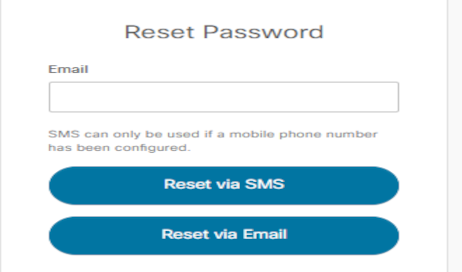 Reset Password
Email
SMS can only be used if a mobile phone number
has been configured.
Reset via SMS
Reset via Email